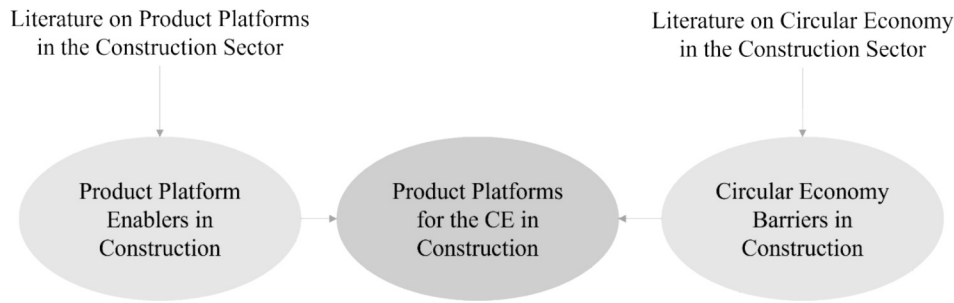 Literature on Product Platforms
in the Construction Sector
Literature on Circular Economy
in the Construction Sector
Product Platform
Enablers in
Construction
Product Platforms
for the CE in
Construction
Circular Economy
Barriers in
Construction